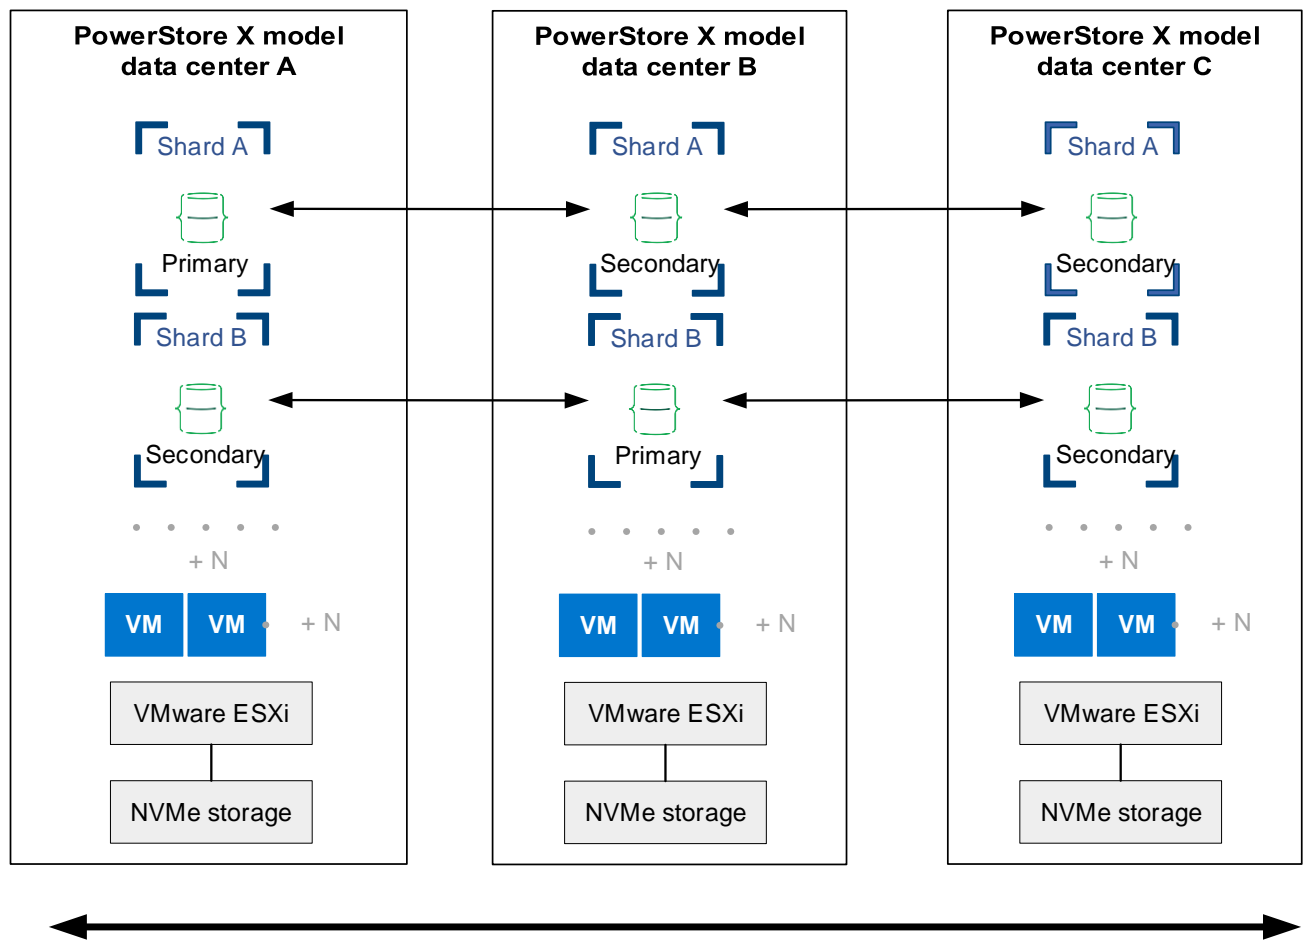 PowerStore X model
data center A
Shard A
Primary
Shard B
Secondary
+ N
VM VM + N
VMware ESXi
NVMe storage
PowerStore X model
data center B
Shard A
Secondary
Shard B
Primary
+ N
VM VM + N
VMware ESXi
NVMe storage
PowerStore X model
data center C
Shard A
Secondary
Shard B
Secondary
+ N
VM VM + N
VMware ESXi
NVMe storage